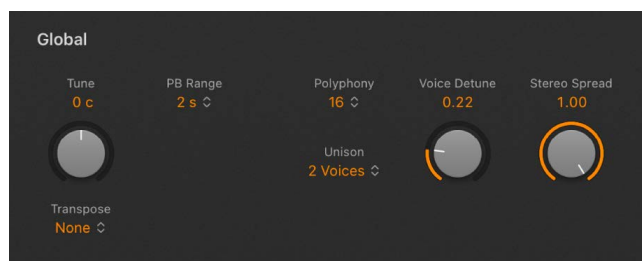 Global
Tune PB Range Polyphony Voice Detune Stereo Spread
0 c 2 s 16 0.22 1.00
Unison
2 Voices
Transpose
None